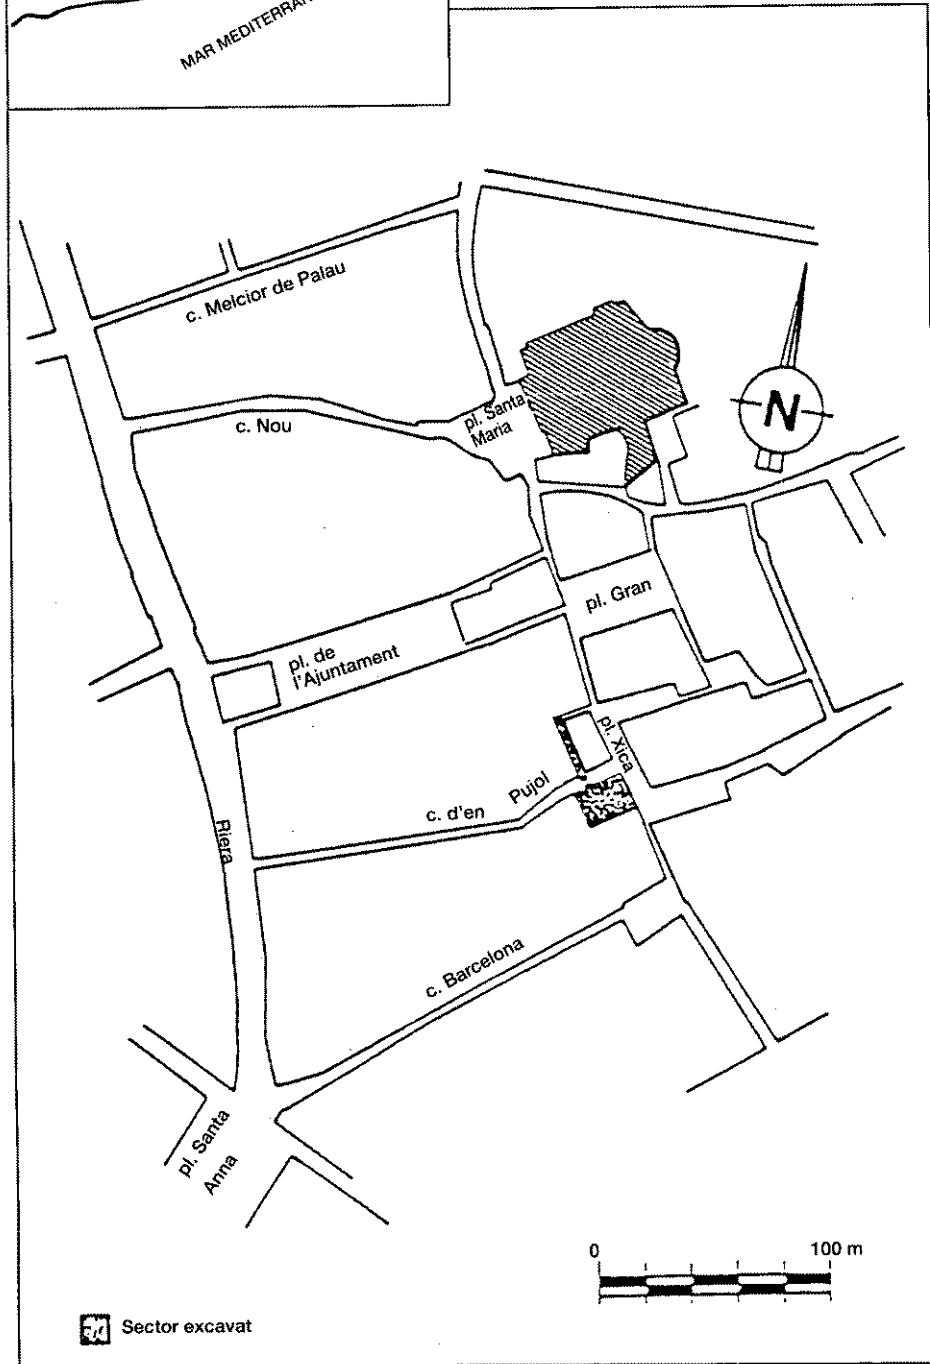 MAR MEDITERRAN
c. Melcior de Palau
c. Nou
pl. Santa
Maria
N
pl. Gran
pl. de
l'Ajuntament
pl. Xica
c. d'en Pujol
Riera
c. Barcelona
pl. Santa
Anna
0 100 m
Sector excavat